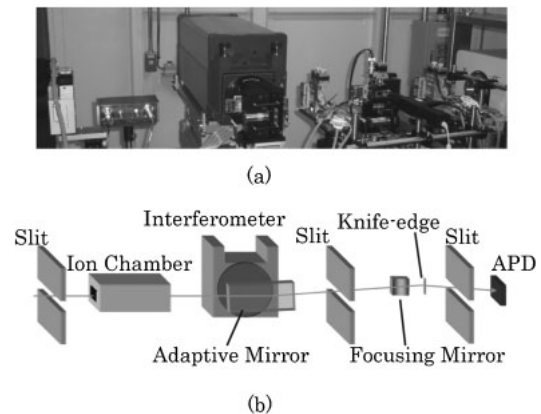 (a)
Interferometer
Knife-edge
Slit
Slit
Slit
Ion Chamber
APD
Adaptive Mirror
Focusing Mirror
(b)